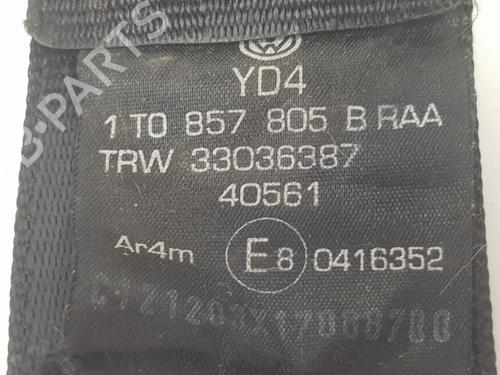 YD4
1T0 857 805 B RAA
TRW 33036387
40561
Ar4m E8 0416352
B-PARTS